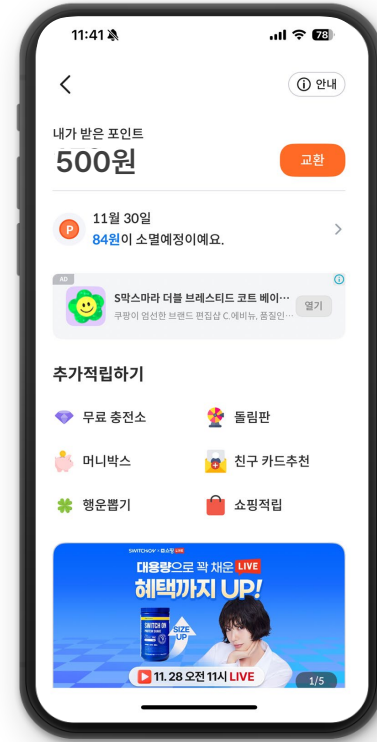 11:41
78
안내
내가 받은 포인트
500원
교환
P
11월 30일
84원이 소멸예정이예요.
AD
S막스마라 더블 브레스티드 코트 베이…
쿠팡이 엄선한 브랜드 편집샵 C.에비뉴, 품질인…
열기
추가적립하기
무료 충전소
돌림판
머니박스
친구 카드추천
행운뽑기
쇼핑적립
대용량으로 꽉 채운 LIVE
혜택까지 UP!
SWITCH ON
SIZE UP
11. 28 오전 11시 LIVE
1/5